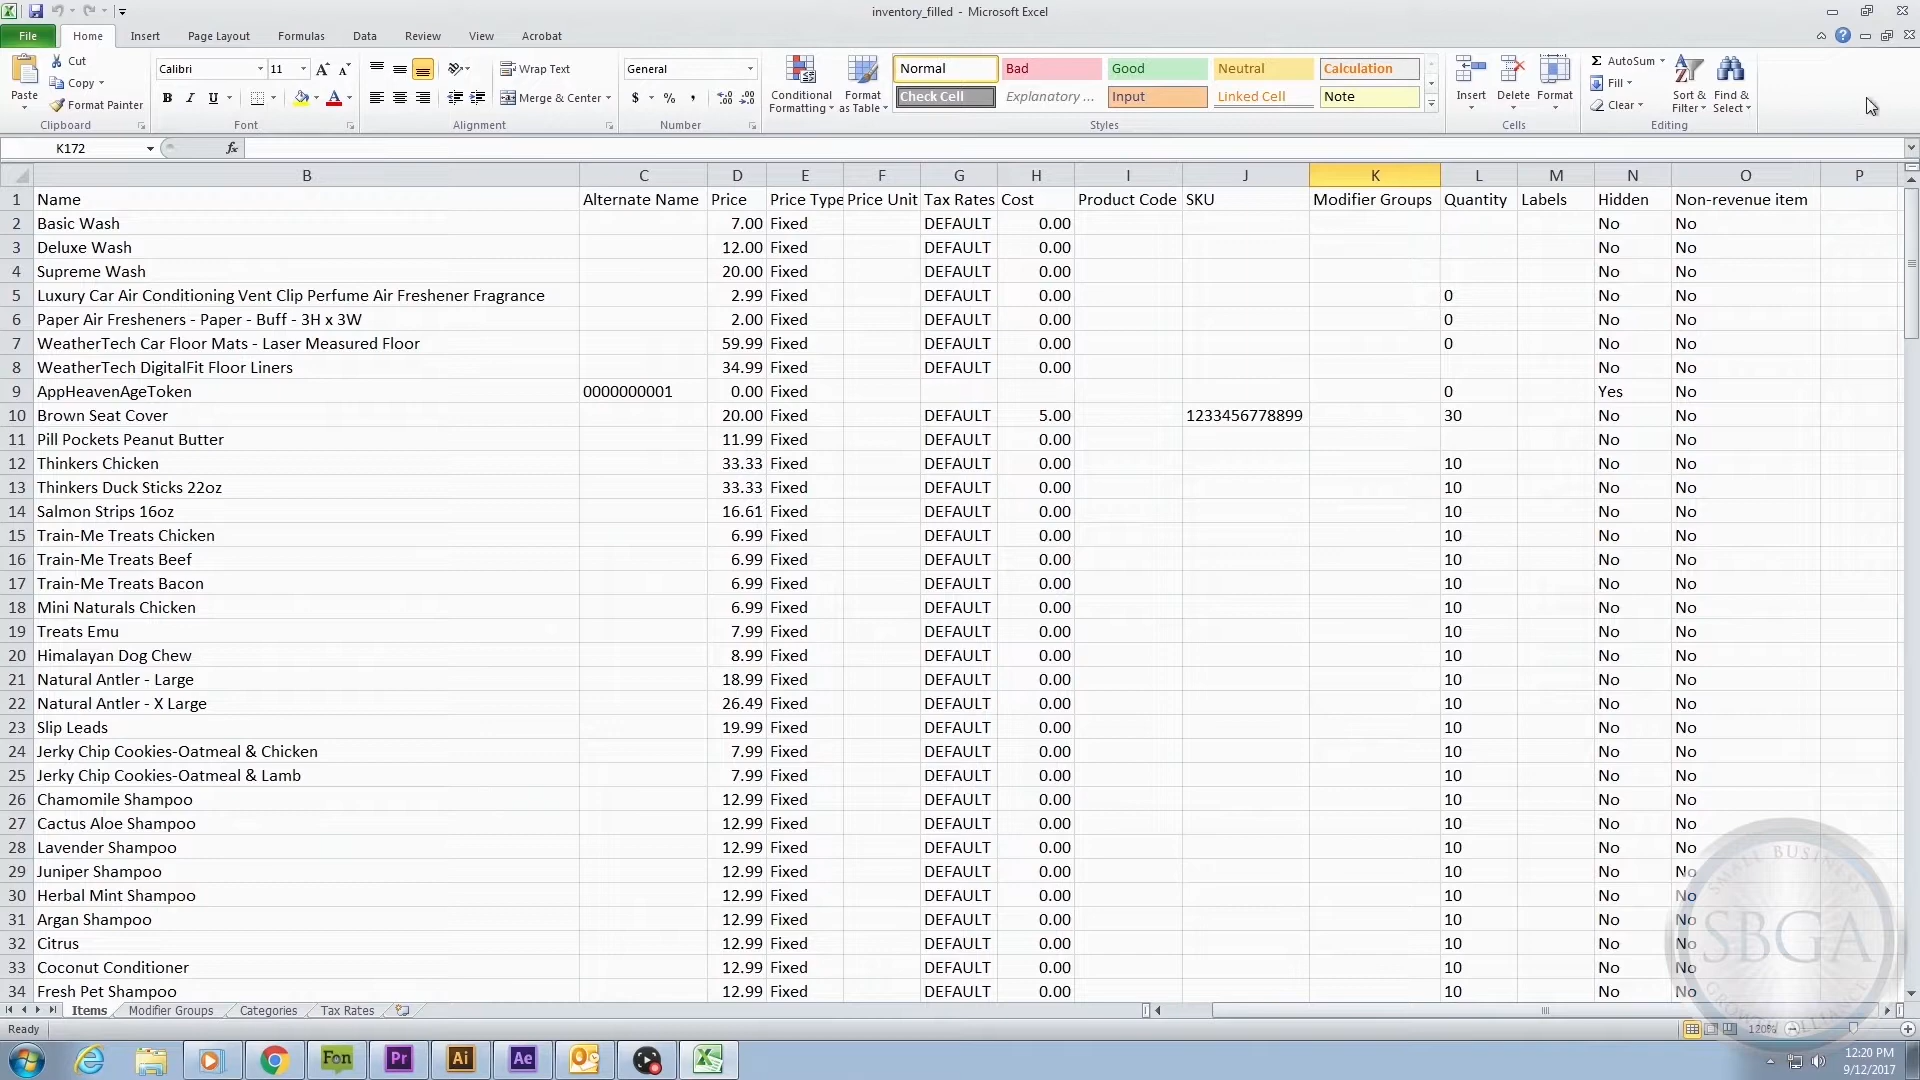 inventory_filled - Microsoft Excel
File Home Insert Page Layout Formulas Data Review View Acrobat
Paste Cut Copy Format Painter Clipboard
Calibri 11 B I U Font
Wrap Text Merge & Center Alignment
General $ % , Number
Conditional Formatting Format as Table
Normal Bad Good Neutral Calculation
Check Cell Explanatory ... Input Linked Cell Note
Styles
Insert Delete Format Cells
Σ AutoSum Fill Clear Sort & Filter Find & Select Editing
K172 fx
B C D E F G H I J K L M N O P
1 Name Alternate Name Price Price Type Price Unit Tax Rates Cost Product Code SKU Modifier Groups Quantity Labels Hidden Non-revenue item
2 Basic Wash 7.00 Fixed DEFAULT 0.00 No No
3 Deluxe Wash 12.00 Fixed DEFAULT 0.00 No No
4 Supreme Wash 20.00 Fixed DEFAULT 0.00 No No
5 Luxury Car Air Conditioning Vent Clip Perfume Air Freshener Fragrance 2.99 Fixed DEFAULT 0.00 0 No No
6 Paper Air Fresheners - Paper - Buff - 3H x 3W 2.00 Fixed DEFAULT 0.00 0 No No
7 WeatherTech Car Floor Mats - Laser Measured Floor 59.99 Fixed DEFAULT 0.00 0 No No
8 WeatherTech DigitalFit Floor Liners 34.99 Fixed DEFAULT 0.00 No No
9 AppHeavenAgeToken 0000000001 0.00 Fixed 0 Yes No
10 Brown Seat Cover 20.00 Fixed DEFAULT 5.00 1233456778899 30 No No
11 Pill Pockets Peanut Butter 11.99 Fixed DEFAULT 0.00 No No
12 Thinkers Chicken 33.33 Fixed DEFAULT 0.00 10 No No
13 Thinkers Duck Sticks 22oz 33.33 Fixed DEFAULT 0.00 10 No No
14 Salmon Strips 16oz 16.61 Fixed DEFAULT 0.00 10 No No
15 Train-Me Treats Chicken 6.99 Fixed DEFAULT 0.00 10 No No
16 Train-Me Treats Beef 6.99 Fixed DEFAULT 0.00 10 No No
17 Train-Me Treats Bacon 6.99 Fixed DEFAULT 0.00 10 No No
18 Mini Naturals Chicken 6.99 Fixed DEFAULT 0.00 10 No No
19 Treats Emu 7.99 Fixed DEFAULT 0.00 10 No No
20 Himalayan Dog Chew 8.99 Fixed DEFAULT 0.00 10 No No
21 Natural Antler - Large 18.99 Fixed DEFAULT 0.00 10 No No
22 Natural Antler - X Large 26.49 Fixed DEFAULT 0.00 10 No No
23 Slip Leads 19.99 Fixed DEFAULT 0.00 10 No No
24 Jerky Chip Cookies-Oatmeal & Chicken 7.99 Fixed DEFAULT 0.00 10 No No
25 Jerky Chip Cookies-Oatmeal & Lamb 7.99 Fixed DEFAULT 0.00 10 No No
26 Chamomile Shampoo 12.99 Fixed DEFAULT 0.00 10 No No
27 Cactus Aloe Shampoo 12.99 Fixed DEFAULT 0.00 10 No No
28 Lavender Shampoo 12.99 Fixed DEFAULT 0.00 10 No No
29 Juniper Shampoo 12.99 Fixed DEFAULT 0.00 10 No No
30 Herbal Mint Shampoo 12.99 Fixed DEFAULT 0.00 10 No No
31 Argan Shampoo 12.99 Fixed DEFAULT 0.00 10 No No
32 Citrus 12.99 Fixed DEFAULT 0.00 10 No No
33 Coconut Conditioner 12.99 Fixed DEFAULT 0.00 10 No No
34 Fresh Pet Shampoo 12.99 Fixed DEFAULT 0.00 10 No No
SMALL BUSINESS
SBGA
GROWTH ALLIANCE
Items Modifier Groups Categories Tax Rates
Ready 120%
Fon Pr Ai Ae
12:20 PM
9/12/2017